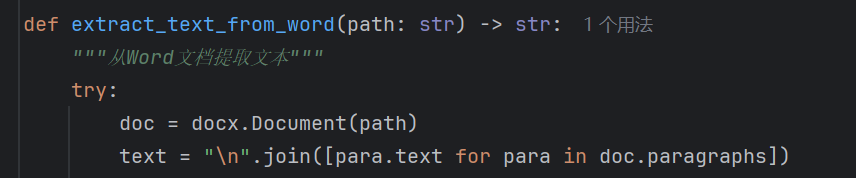 def extract_text_from_word(path: str) -> str:  1个用法
    """从Word文档提取文本"""
    try:
        doc = docx.Document(path)
        text = "\n".join([para.text for para in doc.paragraphs])